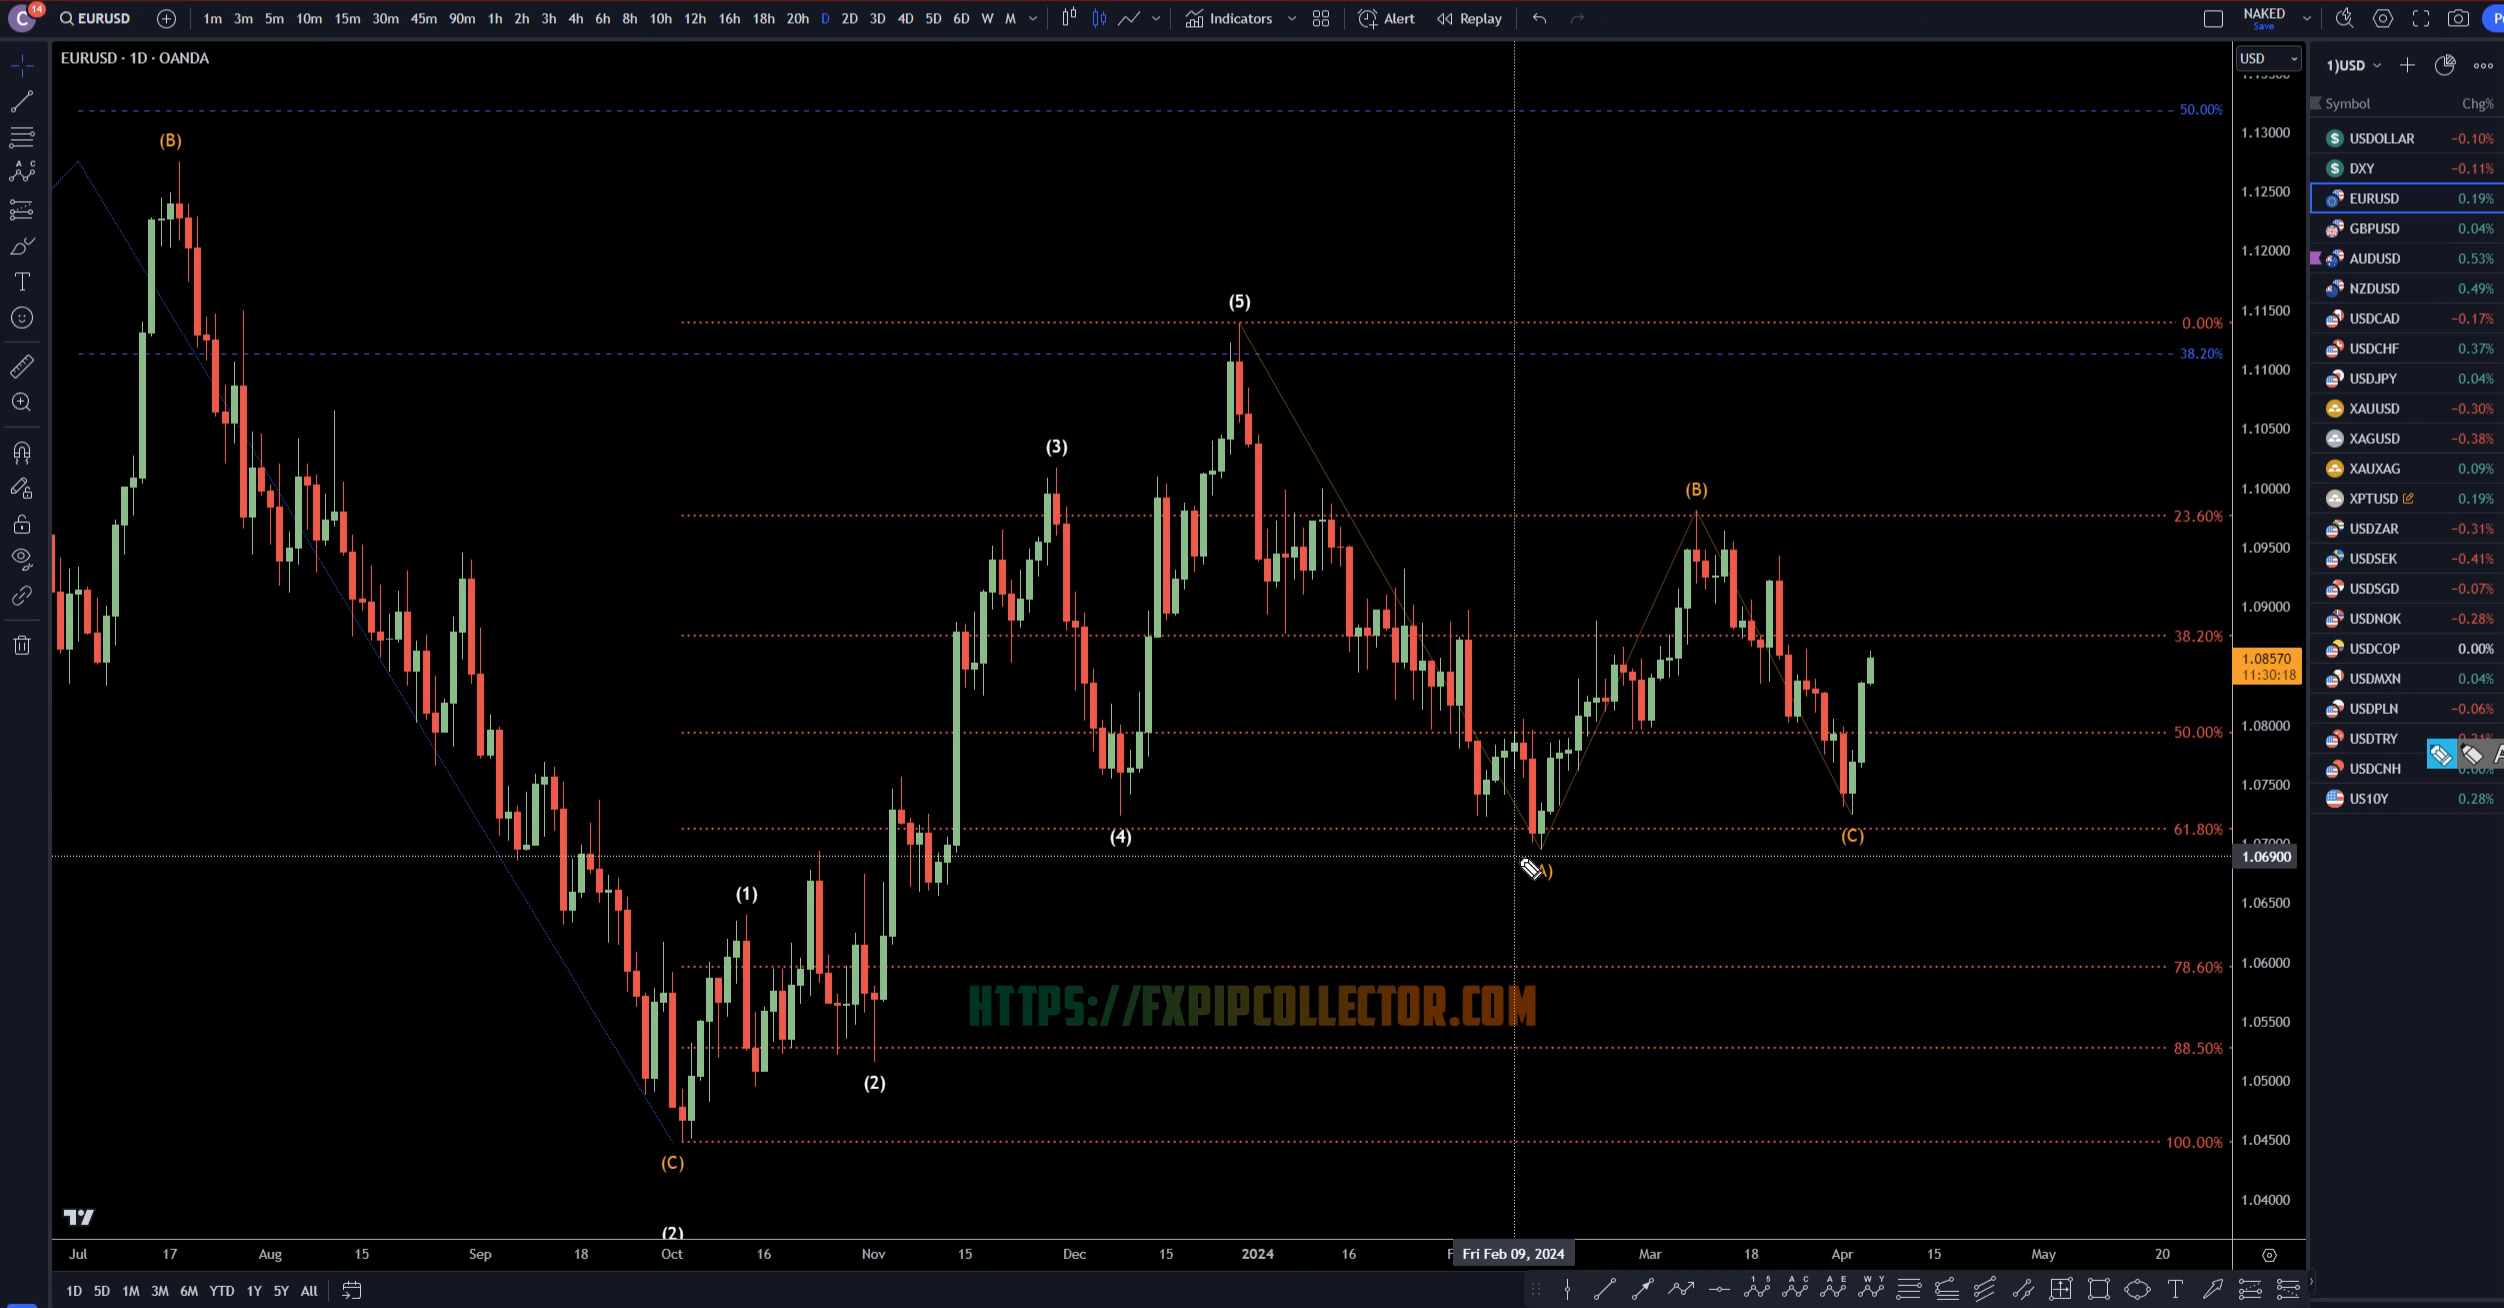 C 14 EURUSD 1m 3m 5m 10m 15m 30m 45m 90m 1h 2h 3h 4h 6h 8h 10h 12h 16h 18h 20h D 2D 3D 4D 5D 6D W M Indicators Alert Replay NAKED
Save
EURUSD · 1D · OANDA
USD
1)USD
Symbol Chg%
50.00%
(B)
1.13000
USDOLLAR −0.10%
DXY −0.11%
1.12500
EURUSD 0.19%
GBPUSD 0.04%
1.12000
AUDUSD 0.53%
NZDUSD 0.49%
(5)
1.11500
0.00%
USDCAD −0.17%
38.20%
USDCHF 0.37%
1.11000
USDJPY 0.04%
XAUUSD −0.30%
1.10500
XAGUSD −0.38%
(3)
XAUXAG 0.09%
(B)
1.10000
XPTUSD 0.19%
23.60%
USDZAR −0.31%
1.09500
USDSEK −0.41%
USDSGD −0.07%
1.09000
USDNOK −0.28%
38.20%
USDCOP 0.00%
1.08570
11:30:18
USDMXN 0.04%
USDPLN −0.06%
1.08000
50.00%
USDTRY
USDCNH
1.07500
US10Y 0.28%
61.80%
(4)
(C)
1.06900
A)
(1)
1.06500
1.06000
78.60%
HTTPS://FXPIPCOLLECTOR.COM
1.05500
88.50%
(2)
1.05000
1.04500
100.00%
(C)
1.04000
(2)
Jul 17 Aug 15 Sep 18 Oct 16 Nov 15 Dec 15 2024 16 Fri Feb 09, 2024 Mar 18 Apr 15 May 20
1D 5D 1M 3M 6M YTD 1Y 5Y All